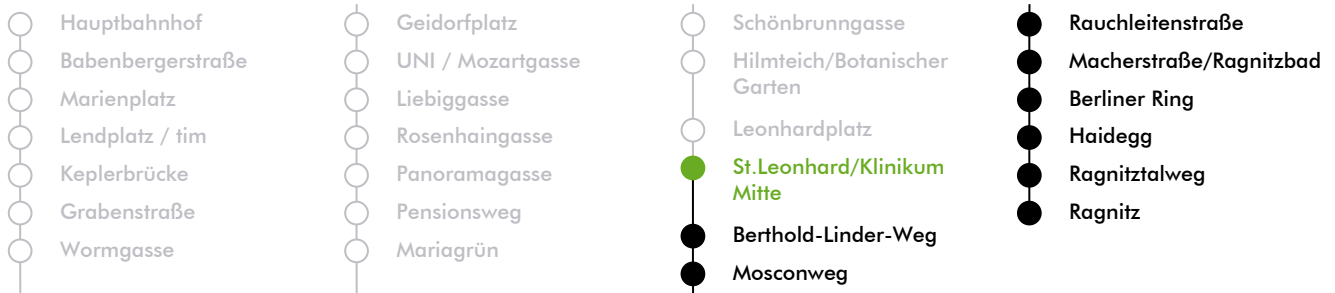 Hauptbahnhof
Babenbergerstraße
Marienplatz
Lendplatz / tim
Keplerbrücke
Grabenstraße
Wormgasse
Geidorfplatz
UNI / Mozartgasse
Liebiggasse
Rosenhaingasse
Panoramagasse
Pensionsweg
Mariagrün
Schönbrunngasse
Hilmteich/Botanischer
Garten
Leonhardplatz
St.Leonhard/Klinikum
Mitte
Berthold-Linder-Weg
Mosconweg
Rauchleitenstraße
Macherstraße/Ragnitzbad
Berliner Ring
Haidegg
Ragnitztalweg
Ragnitz